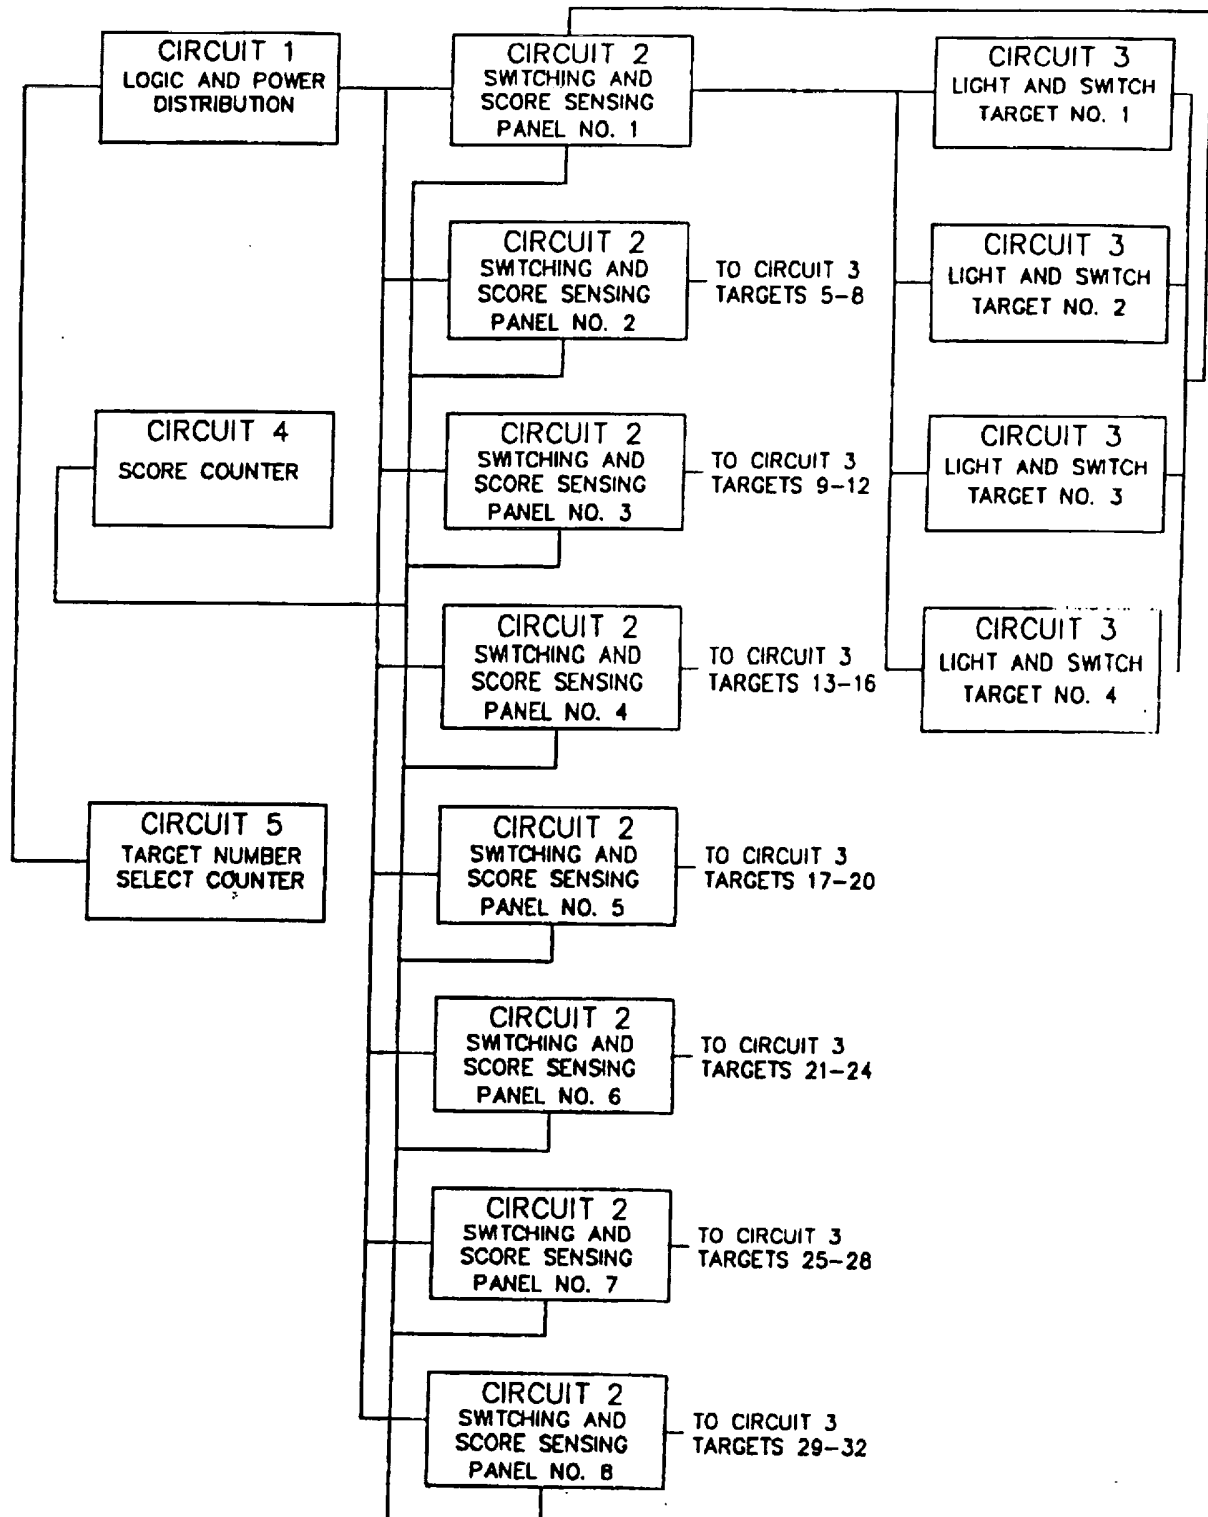 CIRCUIT 1
LOGIC AND POWER
DISTRIBUTION
CIRCUIT 2
SWITCHING AND
SCORE SENSING
PANEL NO. 1
CIRCUIT 3
LIGHT AND SWITCH
TARGET NO. 1
CIRCUIT 2
SWITCHING AND
SCORE SENSING
PANEL NO. 2
TO CIRCUIT 3
TARGETS 5-8
CIRCUIT 3
LIGHT AND SWITCH
TARGET NO. 2
CIRCUIT 4
SCORE COUNTER
CIRCUIT 2
SWITCHING AND
SCORE SENSING
PANEL NO. 3
TO CIRCUIT 3
TARGETS 9-12
CIRCUIT 3
LIGHT AND SWITCH
TARGET NO. 3
CIRCUIT 2
SWITCHING AND
SCORE SENSING
PANEL NO. 4
TO CIRCUIT 3
TARGETS 13-16
CIRCUIT 3
LIGHT AND SWITCH
TARGET NO. 4
CIRCUIT 5
TARGET NUMBER
SELECT COUNTER
CIRCUIT 2
SWITCHING AND
SCORE SENSING
PANEL NO. 5
TO CIRCUIT 3
TARGETS 17-20
CIRCUIT 2
SWITCHING AND
SCORE SENSING
PANEL NO. 6
TO CIRCUIT 3
TARGETS 21-24
CIRCUIT 2
SWITCHING AND
SCORE SENSING
PANEL NO. 7
TO CIRCUIT 3
TARGETS 25-28
CIRCUIT 2
SWITCHING AND
SCORE SENSING
PANEL NO. 8
TO CIRCUIT 3
TARGETS 29-32